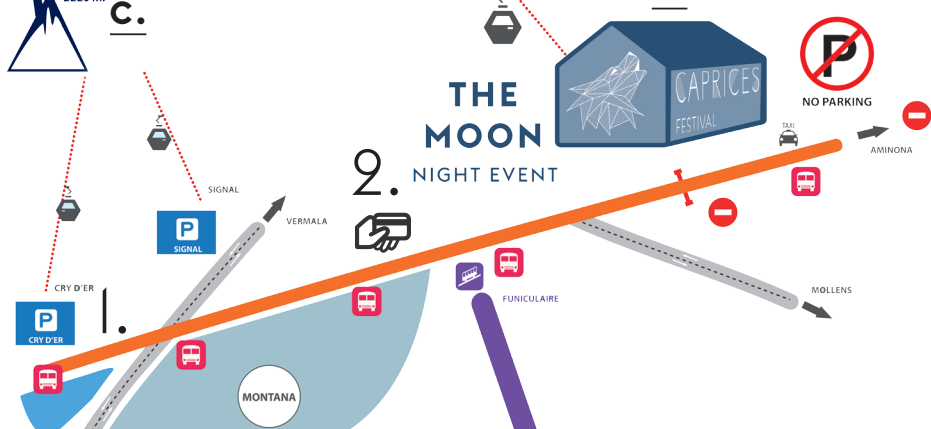 c.
THE
MOON
NIGHT EVENT
CAPRICES
FESTIVAL
P
NO PARKING
TAXI
AMINONA
2.
SIGNAL
VERMALA
P
SIGNAL
CRY D'ER
P
CRY D'ER
1.
FUNICULAIRE
MOLLENS
MONTANA